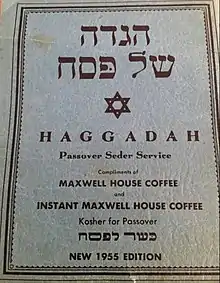 הגדה
של פסח
HAGGADAH
Passover Seder Service
Compliments of
MAXWELL HOUSE COFFEE
and
INSTANT MAXWELL HOUSE COFFEE
Kosher for Passover
כשר לפסח
NEW 1955 EDITION